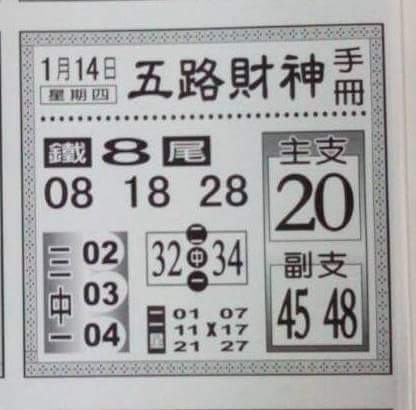 1月14日
星期四
五路財神
手冊
鐵8尾
08 18 28
主支
20
三中一
02
03
04
32 二中一 34
副支
45 48
二星
01 07
11 X 17
21 27